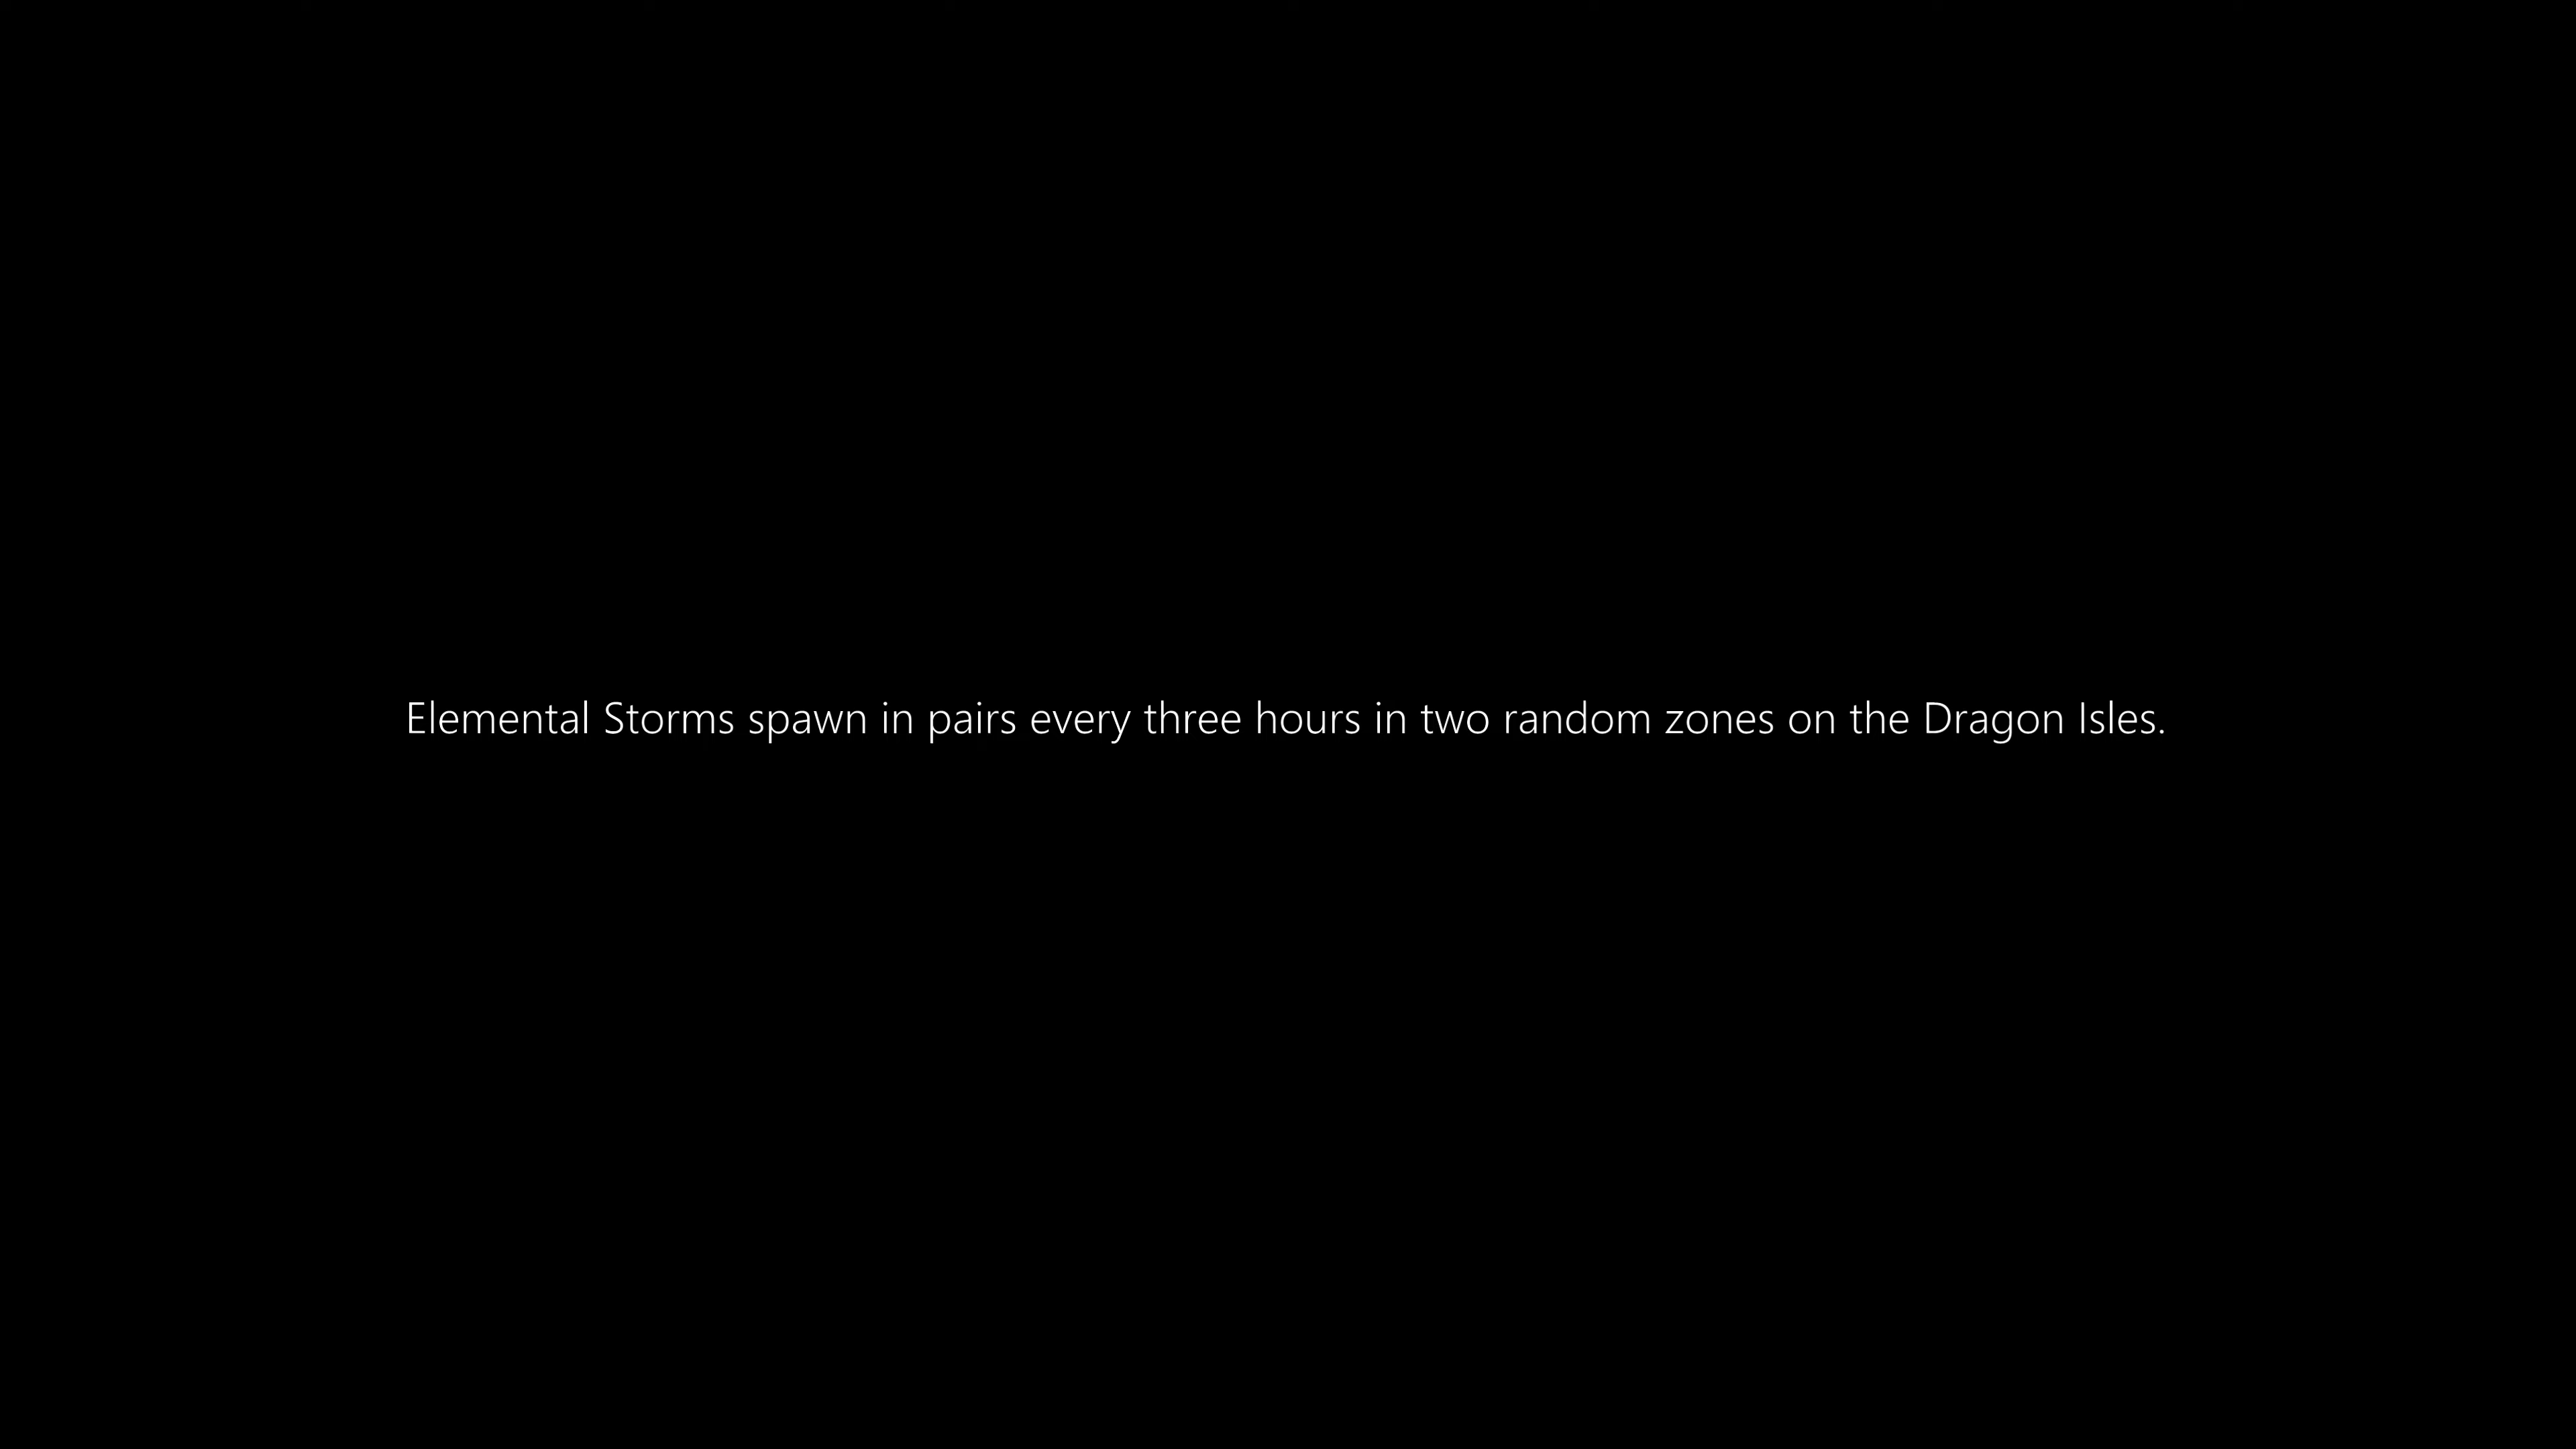 Elemental Storms spawn in pairs every three hours in two random zones on the Dragon Isles.